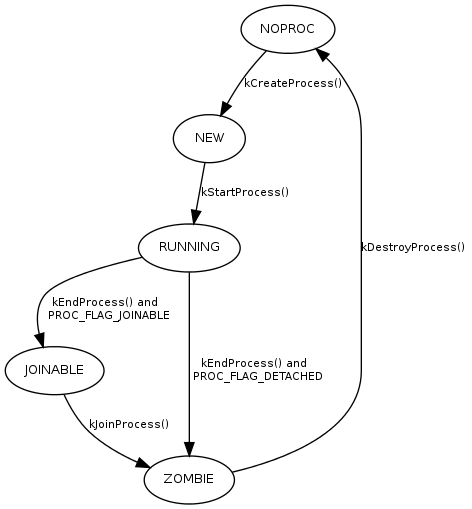 NOPROC
kCreateProcess()
NEW
kStartProcess()
RUNNING
kDestroyProcess()
kEndProcess() and
PROC_FLAG_JOINABLE
kEndProcess() and
PROC_FLAG_DETACHED
JOINABLE
kJoinProcess()
ZOMBIE